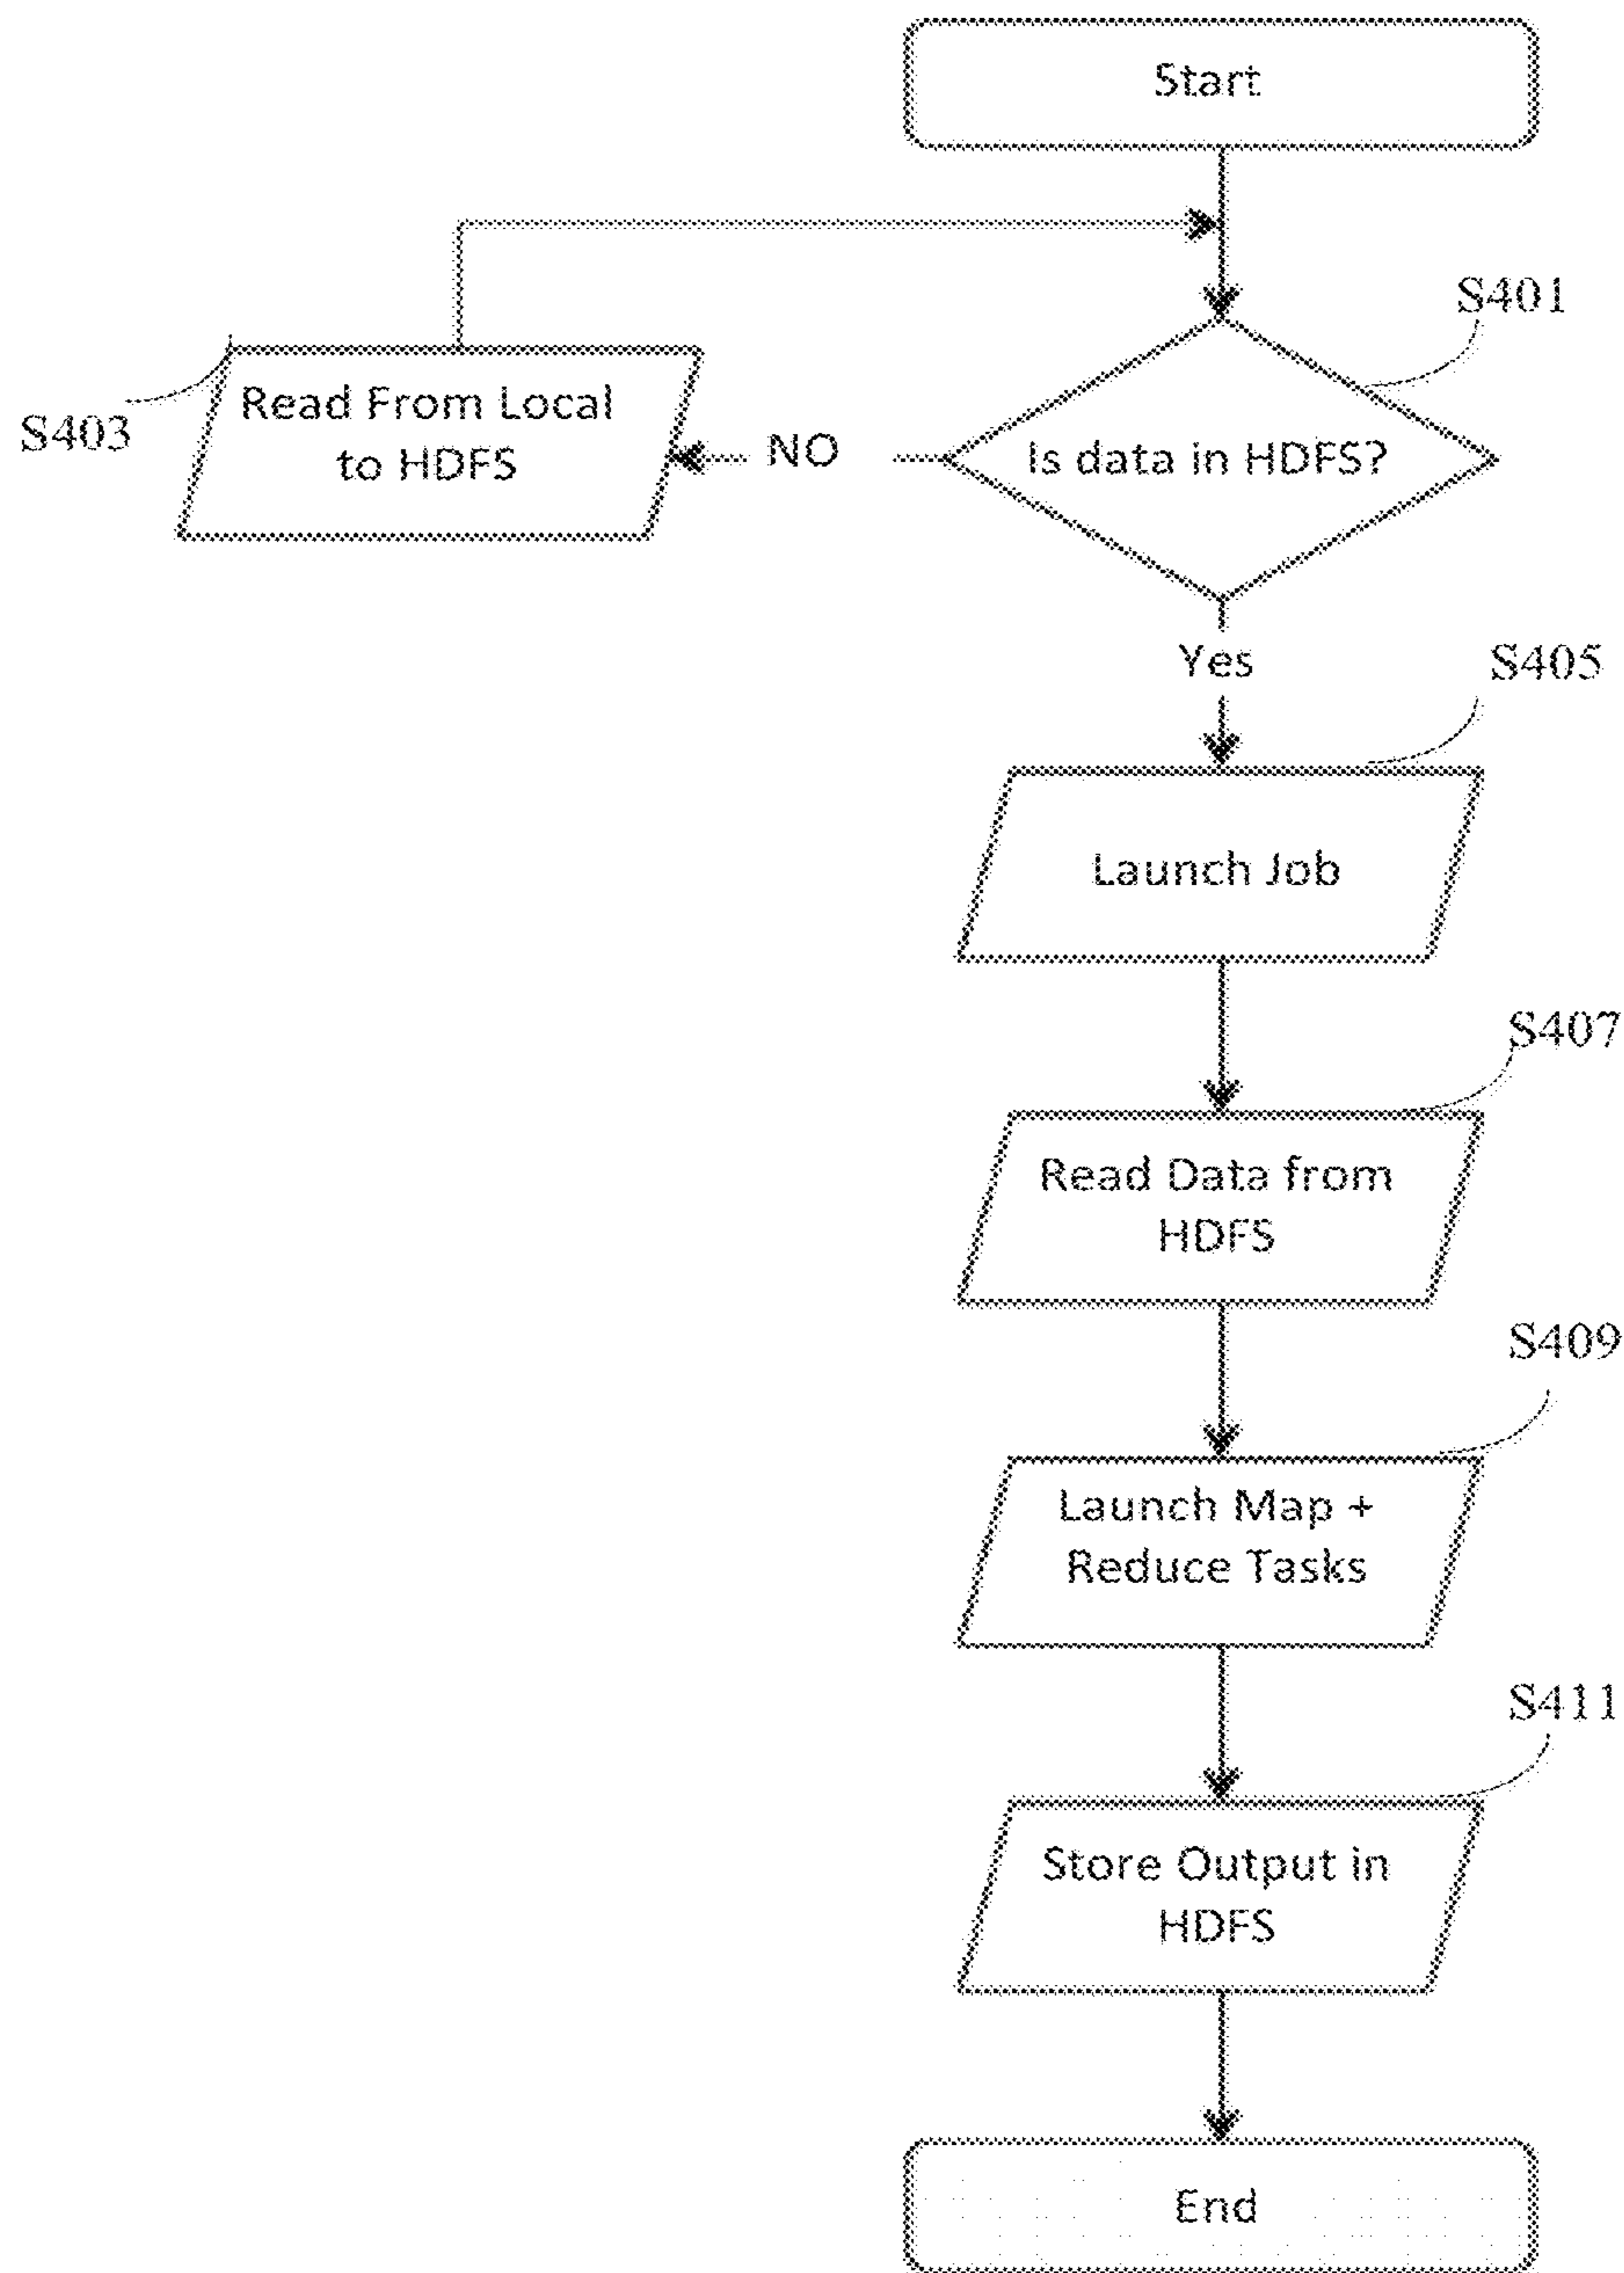 Start
S401
Read From Local
to HDFS
S403
NO
Is data in HDFS?
Yes
S405
Launch Job
S407
Read Data from
HDFS
S409
Launch Map +
Reduce Tasks
S411
Store Output in
HDFS
End